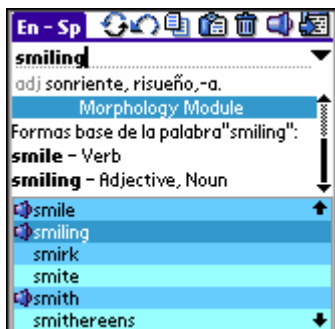 En - Sp
smiling
adj sonriente, risueño,-a.
Morphology Module
Formas base de la palabra"smiling":
smile - Verb
smiling - Adjective, Noun
smile
smiling
smirk
smite
smith
smithereens